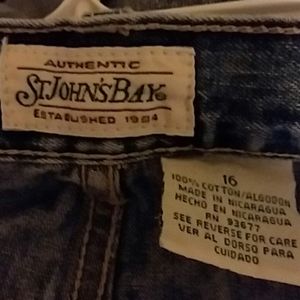 AUTHENTIC
ST. JOHN'S BAY
ESTABLISHED 1984
16
100% COTTON/ALGODON
MADE IN NICARAGUA
HECHO EN NICARAGUA
RN 93677
SEE REVERSE FOR CARE
VER AL DORSO PARA
CUIDADO